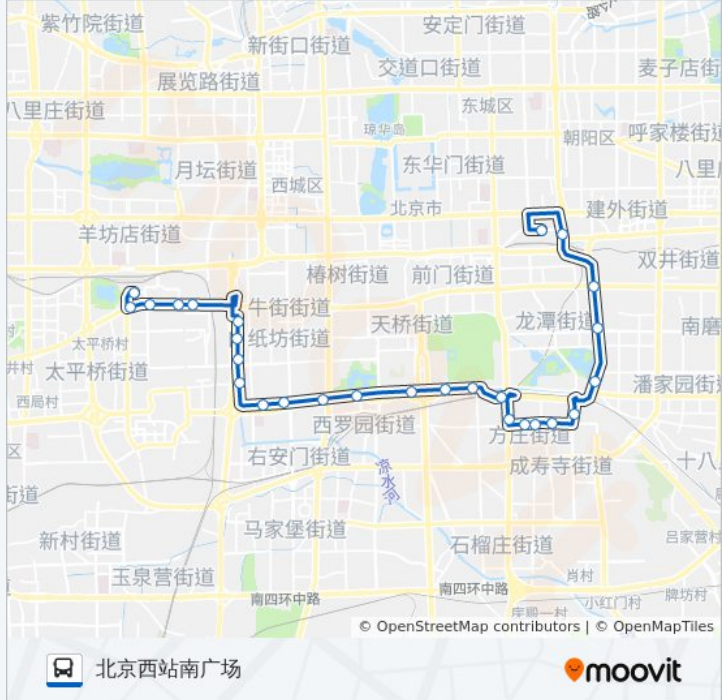 紫竹院街道
安定门街道
新街口街道
交道口街道
麦子店街
展览路街道
东城区
八里庄街道
琼华岛
朝阳区
呼家楼街道
月坛街道
东华门街道
八里
西城区
北京市
建外街道
羊坊店街道
椿树街道
前门街道
双井街道
牛街街道
天桥街道
龙潭街道
南磨
纸坊街道
太平桥村
井村
太平桥街道
潘家园街
西局村
西罗园街道
方庄街道
区
右安门街道
凉水河
成寿寺街道
十八
街道
马家堡街道
新村街道
石榴庄街道
吕家营村
玉泉营街道
肖村
南四环中路
南四环中路
小红门村
牌坊村
© OpenStreetMap contributors | © OpenMapTiles
北京西站南广场
moovit